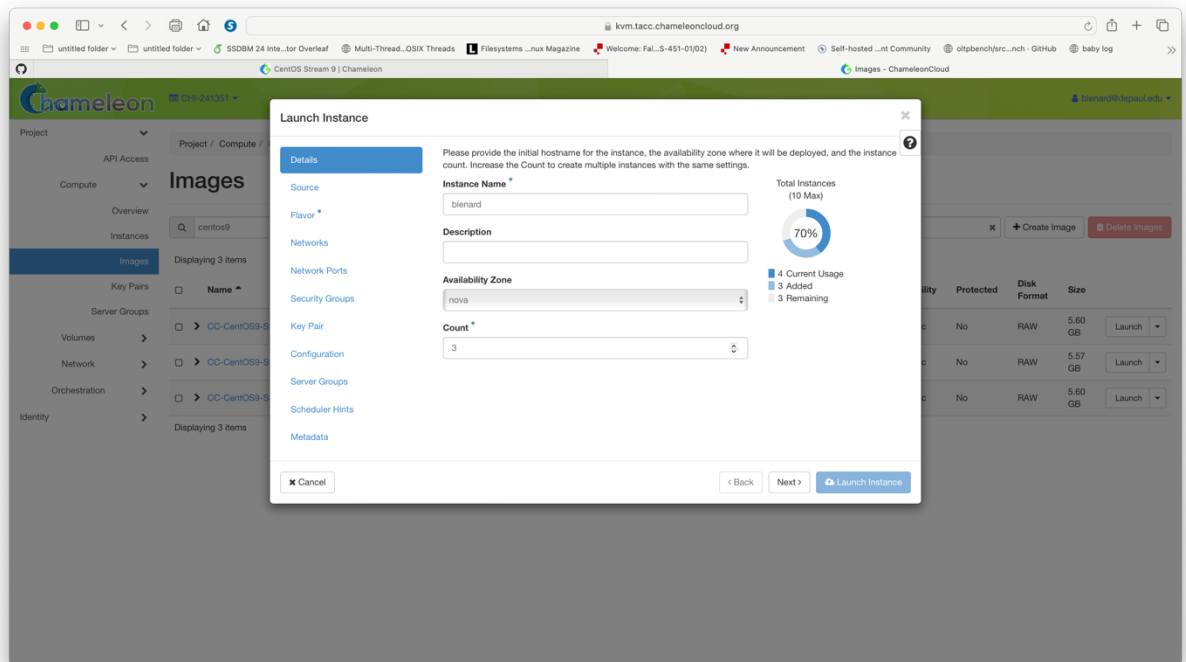 kvm.tacc.chameleoncloud.org
untitled folder
untitled folder
SSDBM 24 Inte...tor Overleaf
Multi-Thread...OSIX Threads
Filesystems ...nux Magazine
Welcome: Fal...S-451-01/02)
New Announcement
Self-hosted ...nt Community
oltpbench/src...nch · GitHub
baby log
CentOS Stream 9 | Chameleon
Images - ChameleonCloud
Chameleon
CHI-241351
blenard@depaul.edu
Project
API Access
Compute
Overview
Instances
Images
Key Pairs
Server Groups
Volumes
Network
Orchestration
Identity
Project / Compute /
Images
centos9
+ Create Image
Delete Images
Displaying 3 items
Name
Protected
Disk Format
Size
CC-CentOS9-S
No
RAW
5.60 GB
Launch
CC-CentOS9-S
No
RAW
5.57 GB
Launch
CC-CentOS9-S
No
RAW
5.60 GB
Launch
Displaying 3 items
Launch Instance
Details
Source
Flavor *
Networks
Network Ports
Security Groups
Key Pair
Configuration
Server Groups
Scheduler Hints
Metadata
Please provide the initial hostname for the instance, the availability zone where it will be deployed, and the instance
count. Increase the Count to create multiple instances with the same settings.
Instance Name *
blenard
Description
Availability Zone
nova
Count *
3
Total Instances
(10 Max)
70%
4 Current Usage
3 Added
3 Remaining
Cancel
< Back
Next >
Launch Instance